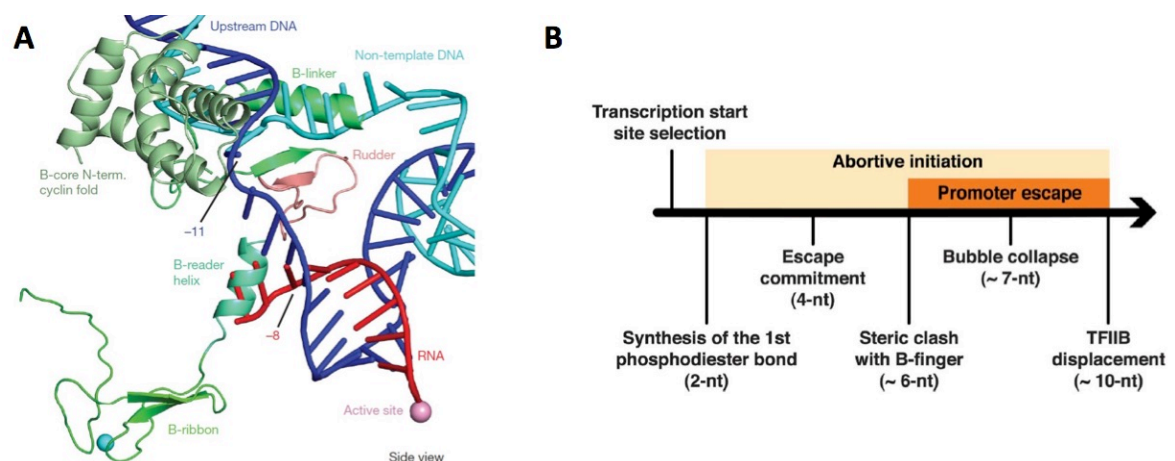 A
Upstream DNA
Non-template DNA
B-linker
Rudder
B-core N-term.
cyclin fold
–11
B-reader
helix
–8
RNA
Active site
B-ribbon
Side view
B
Transcription start
site selection
Abortive initiation
Promoter escape
Escape
commitment
(4-nt)
Bubble collapse
(~ 7-nt)
Synthesis of the 1st
phosphodiester bond
(2-nt)
Steric clash
with B-finger
(~ 6-nt)
TFIIB
displacement
(~ 10-nt)